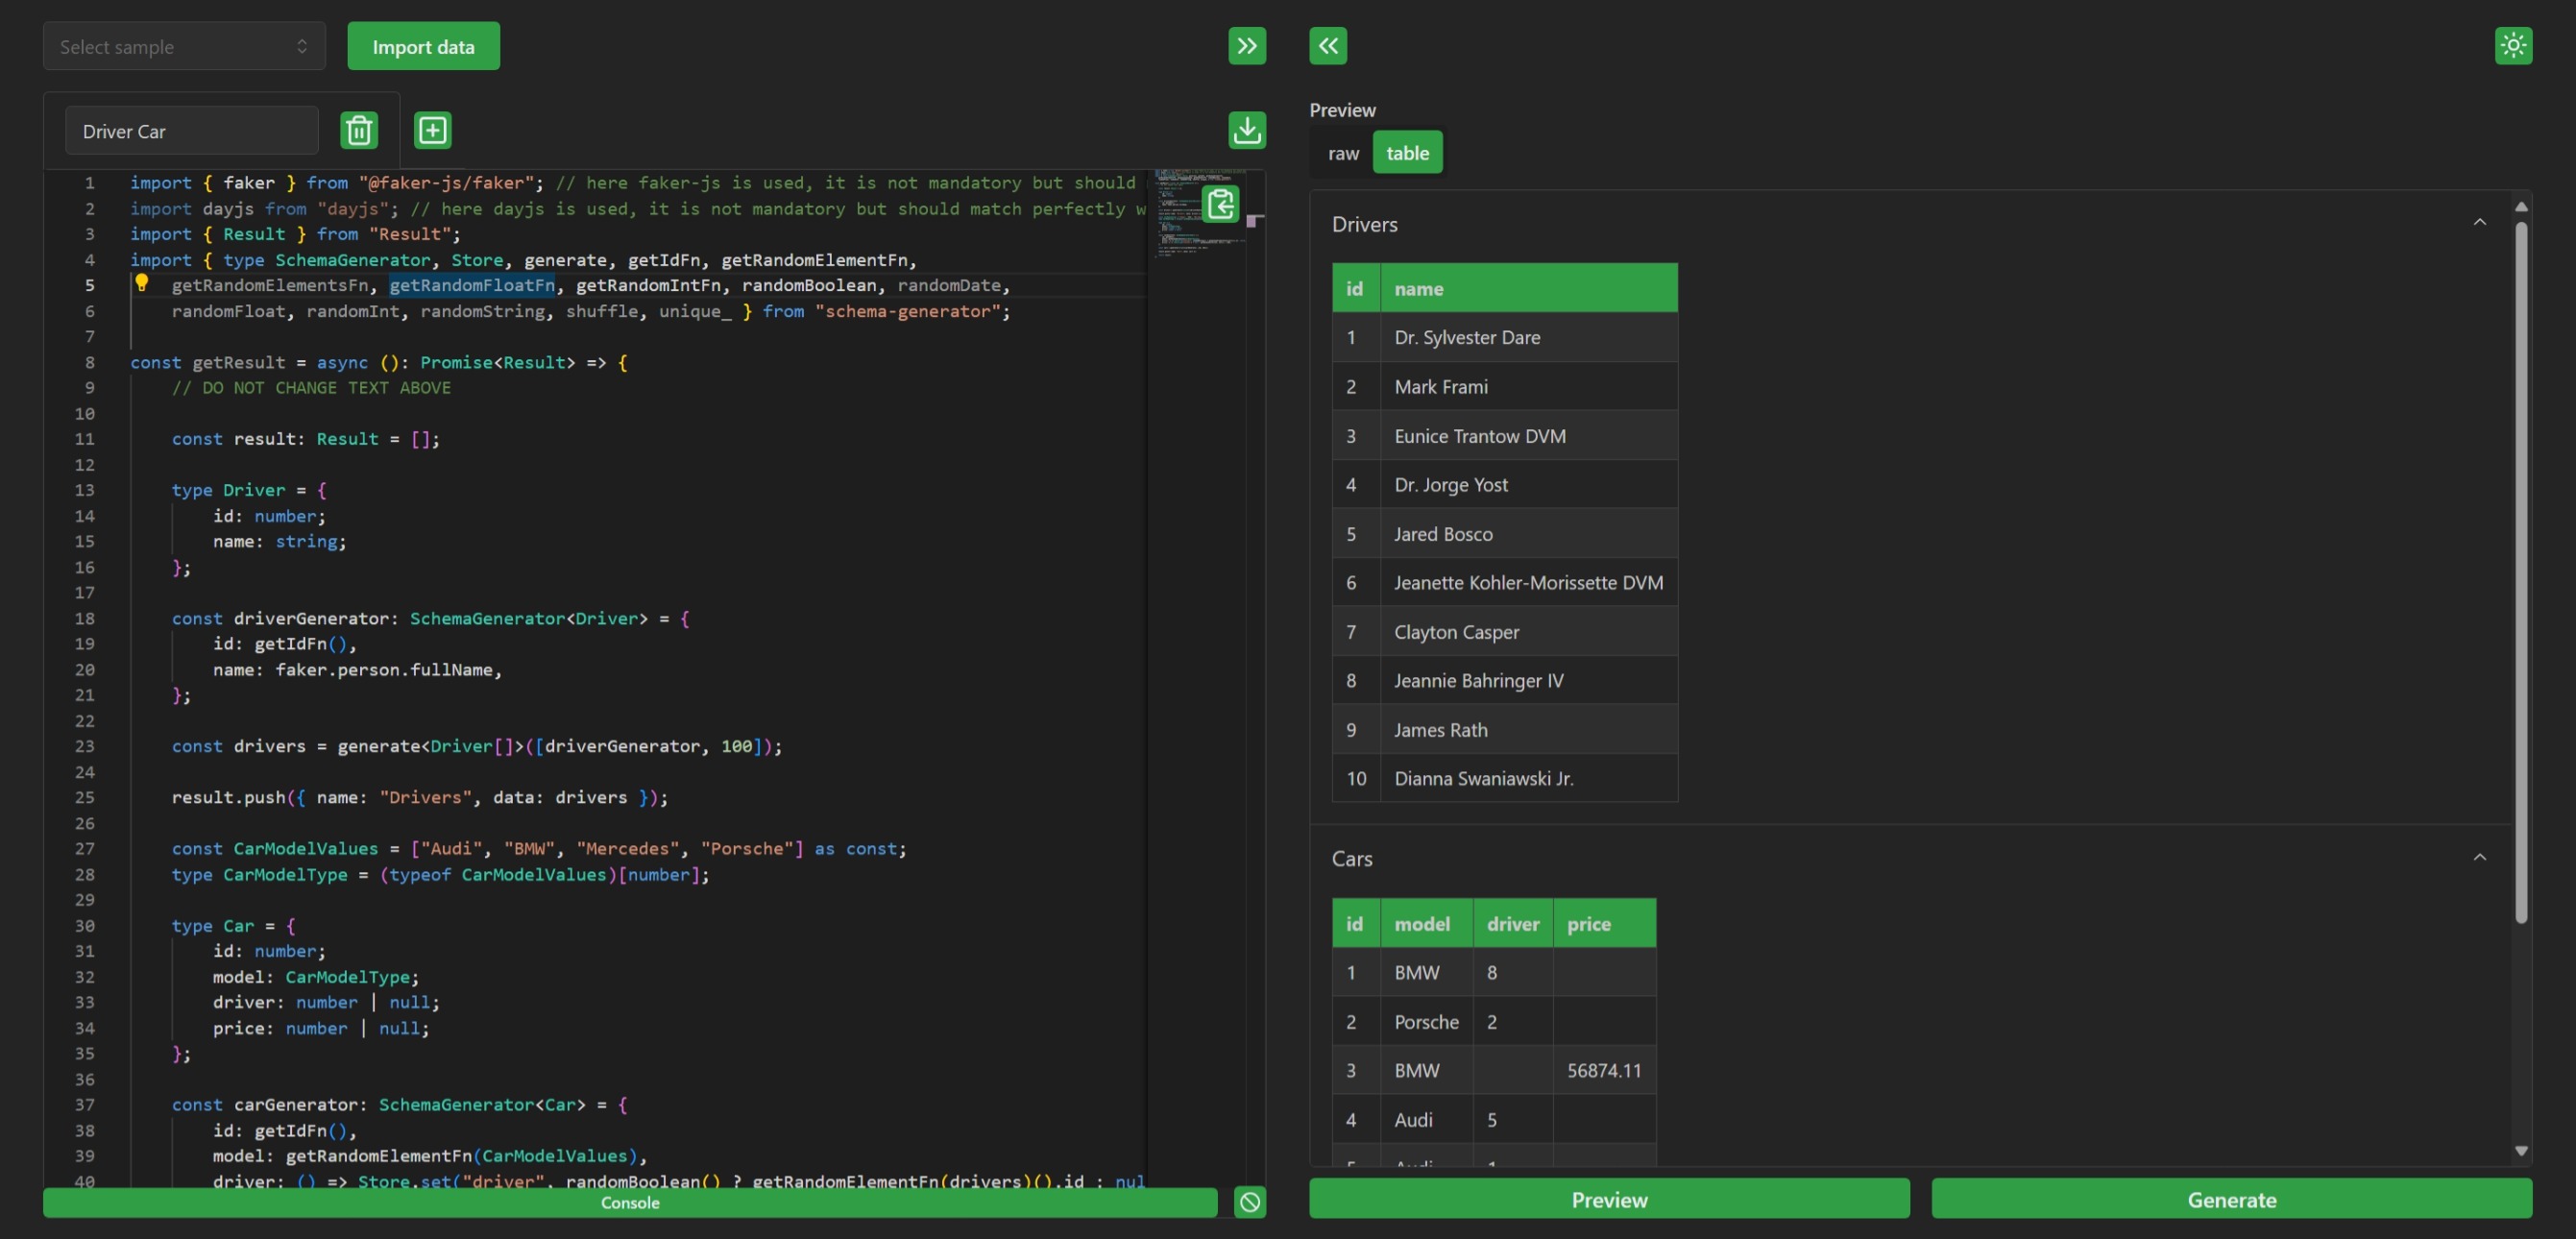 Select sample
Import data
Driver Car
1 import { faker } from "@faker-js/faker"; // here faker-js is used, it is not mandatory but should
2 import dayjs from "dayjs"; // here dayjs is used, it is not mandatory but should match perfectly w
3 import { Result } from "Result";
4 import { type SchemaGenerator, Store, generate, getIdFn, getRandomElementFn,
5 getRandomElementsFn, getRandomFloatFn, getRandomIntFn, randomBoolean, randomDate,
6 randomFloat, randomInt, randomString, shuffle, unique_ } from "schema-generator";
7
8 const getResult = async (): Promise<Result> => {
9 // DO NOT CHANGE TEXT ABOVE
10
11 const result: Result = [];
12
13 type Driver = {
14 id: number;
15 name: string;
16 };
17
18 const driverGenerator: SchemaGenerator<Driver> = {
19 id: getIdFn(),
20 name: faker.person.fullName,
21 };
22
23 const drivers = generate<Driver[]>([driverGenerator, 100]);
24
25 result.push({ name: "Drivers", data: drivers });
26
27 const CarModelValues = ["Audi", "BMW", "Mercedes", "Porsche"] as const;
28 type CarModelType = (typeof CarModelValues)[number];
29
30 type Car = {
31 id: number;
32 model: CarModelType;
33 driver: number | null;
34 price: number | null;
35 };
36
37 const carGenerator: SchemaGenerator<Car> = {
38 id: getIdFn(),
39 model: getRandomElementFn(CarModelValues),
40 driver: () => Store.set("driver", randomBoolean() ? getRandomElementFn(drivers)().id : nul
Console
Preview
raw table
Drivers
id name
1 Dr. Sylvester Dare
2 Mark Frami
3 Eunice Trantow DVM
4 Dr. Jorge Yost
5 Jared Bosco
6 Jeanette Kohler-Morissette DVM
7 Clayton Casper
8 Jeannie Bahringer IV
9 James Rath
10 Dianna Swaniawski Jr.
Cars
id model driver price
1 BMW 8
2 Porsche 2
3 BMW 56874.11
4 Audi 5
Preview
Generate